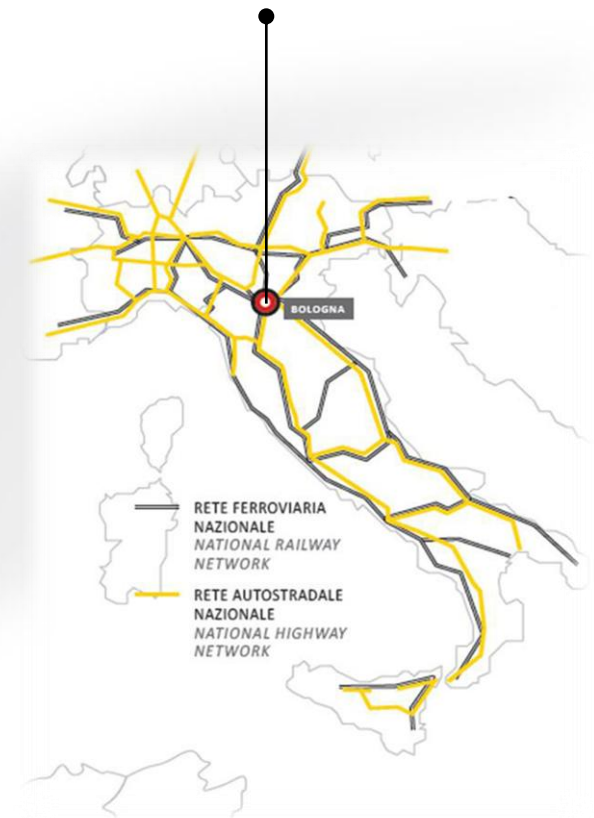 BOLOGNA
RETE FERROVIARIA
NAZIONALE
NATIONAL RAILWAY
NETWORK
RETE AUTOSTRADALE
NAZIONALE
NATIONAL HIGHWAY
NETWORK